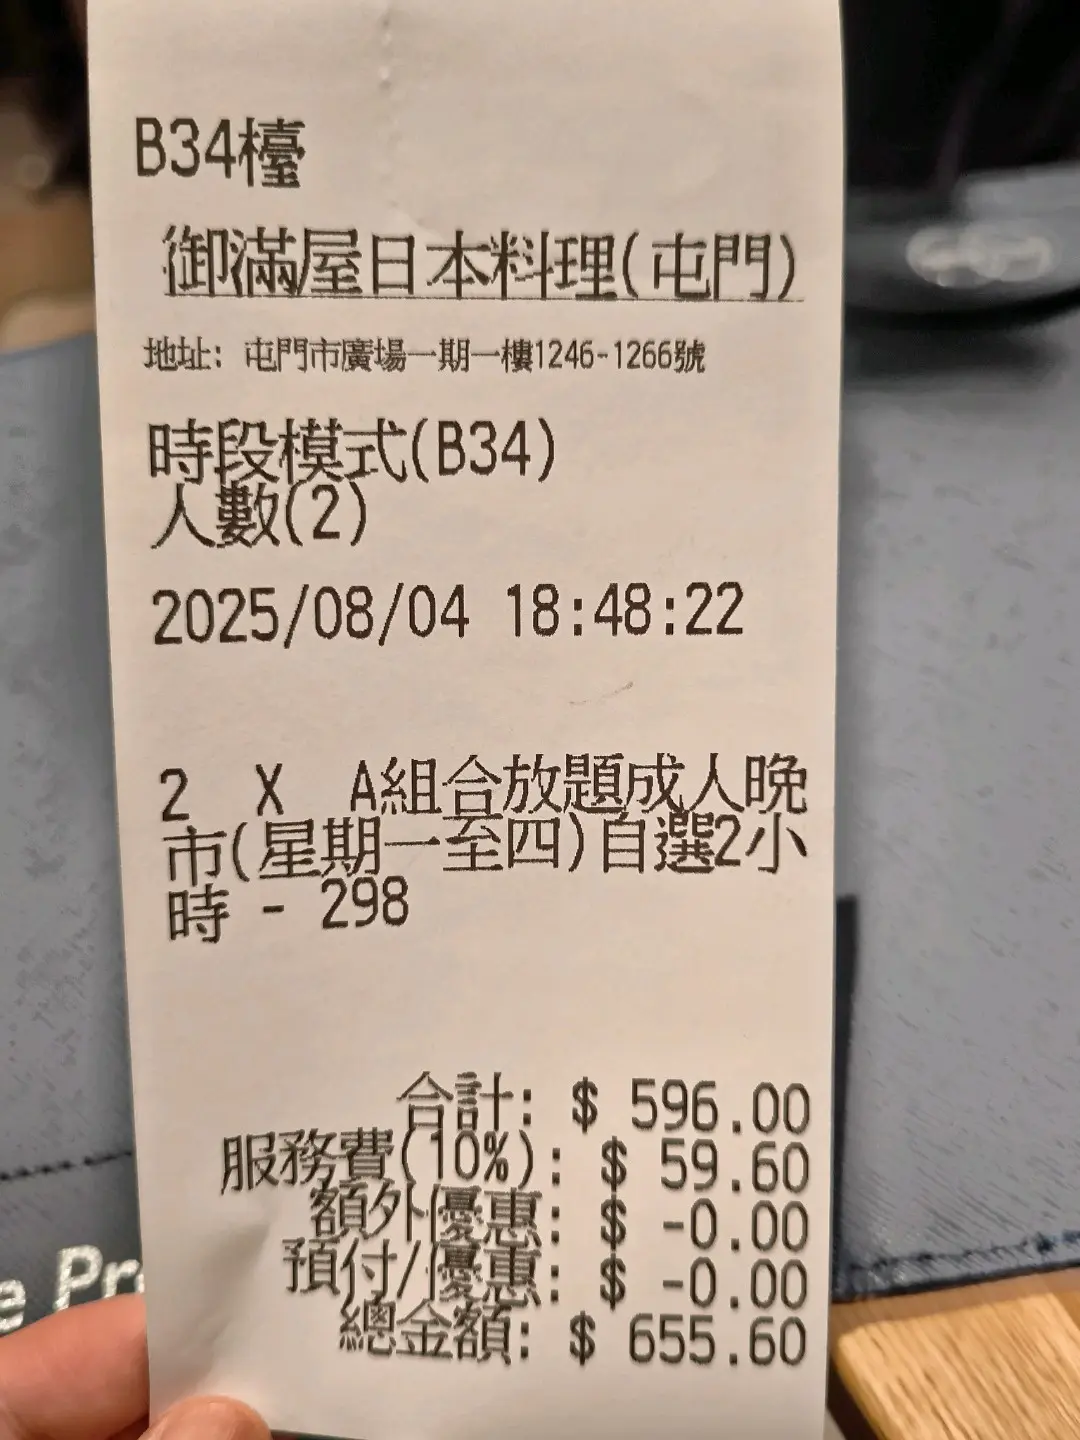 B34檯
御滿屋日本料理(屯門)
地址: 屯門市廣場一期一樓1246-1266號
時段模式(B34)
人數(2)
2025/08/04 18:48:22
2 X A組合放題成人晚
市(星期一至四)自選2小
時 - 298
合計: $ 596.00
服務費(10%): $ 59.60
額外優惠: $ -0.00
預付/優惠: $ -0.00
總金額: $ 655.60